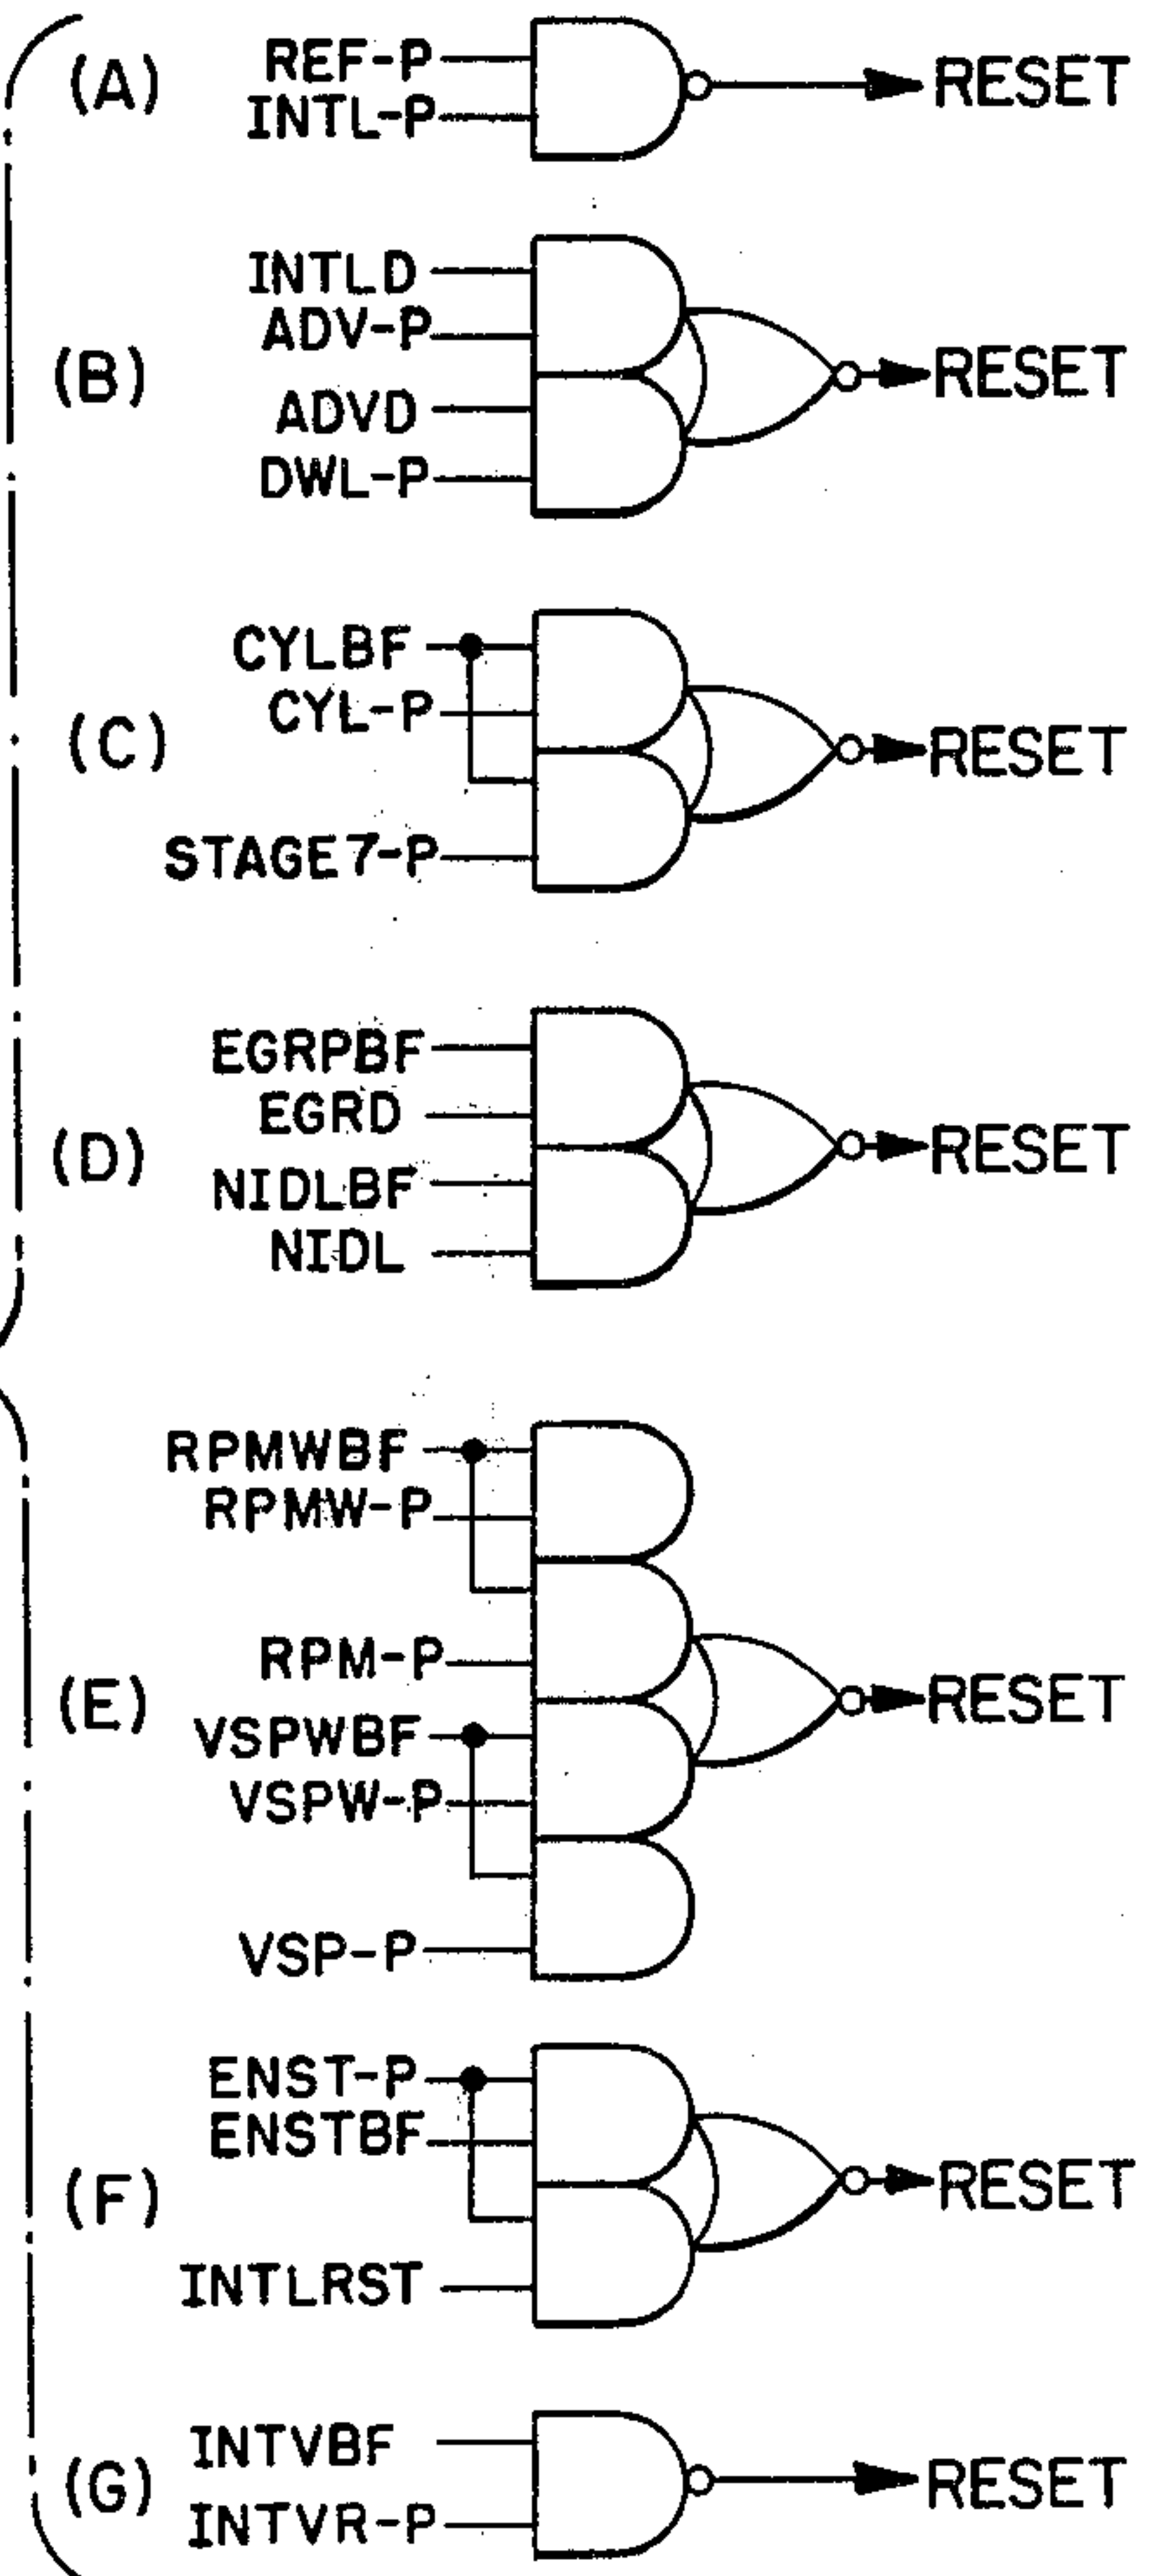 (A)
REF-P
INTL-P
RESET
(B)
INTLD
ADV-P
ADVD
DWL-P
RESET
(C)
CYLBF
CYL-P
STAGE7-P
RESET
(D)
EGRPBF
EGRD
NIDLBF
NIDL
RESET
(E)
RPMWBF
RPMW-P
RPM-P
VSPWBF
VSPW-P
VSP-P
RESET
(F)
ENST-P
ENSTBF
INTLRST
RESET
(G)
INTVBF
INTVR-P
RESET